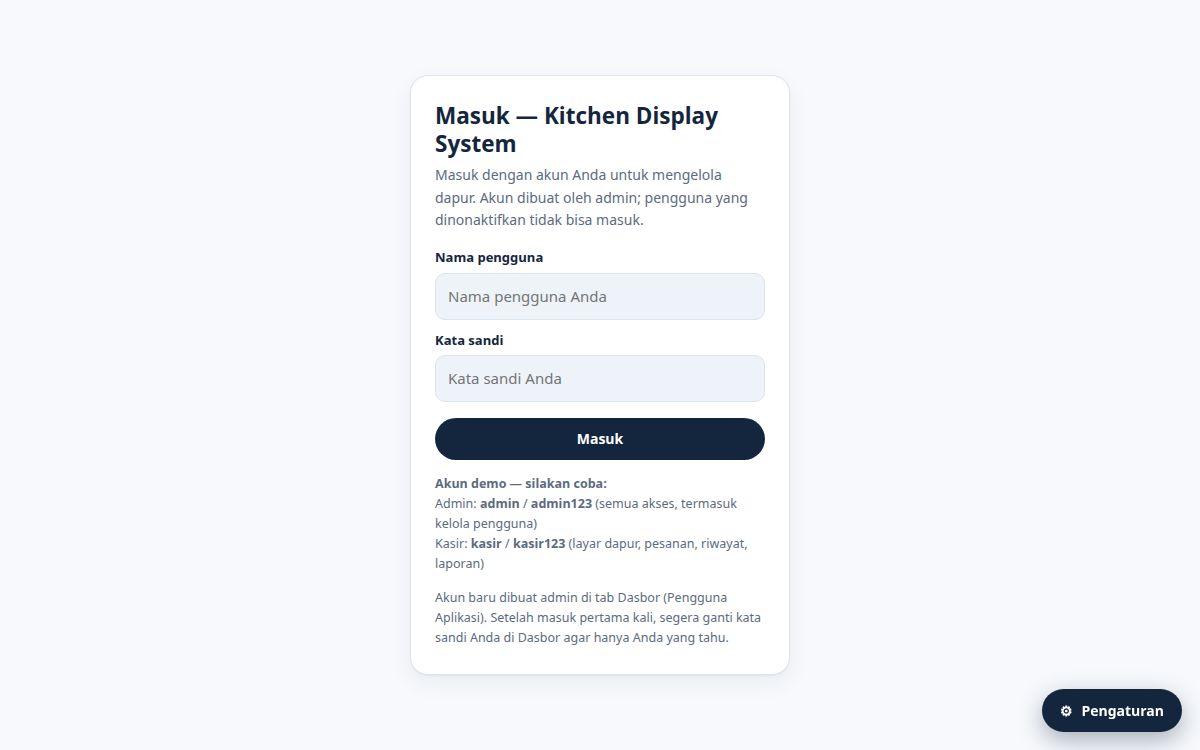 Masuk — Kitchen Display
System
Masuk dengan akun Anda untuk mengelola
dapur. Akun dibuat oleh admin; pengguna yang
dinonaktifkan tidak bisa masuk.
Nama pengguna
Nama pengguna Anda
Kata sandi
Kata sandi Anda
Masuk
Akun demo — silakan coba:
Admin: admin / admin123 (semua akses, termasuk
kelola pengguna)
Kasir: kasir / kasir123 (layar dapur, pesanan, riwayat,
laporan)
Akun baru dibuat admin di tab Dasbor (Pengguna
Aplikasi). Setelah masuk pertama kali, segera ganti kata
sandi Anda di Dasbor agar hanya Anda yang tahu.
⚙ Pengaturan